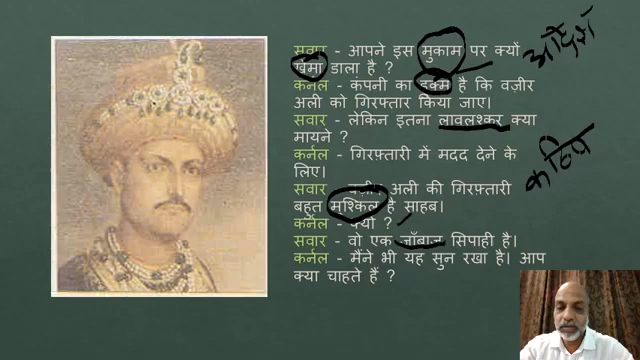 सवार - आपने इस मुकाम पर क्यों
खेमा डाला है ?
कर्नल - कंपनी का हुक्म है कि वज़ीर
अली को गिरफ्तार किया जाए।
सवार - लेकिन इतना लावलश्कर क्या
मायने ?
कर्नल - गिरफ़्तारी में मदद देने के
लिए।
सवार - वज़ीर अली की गिरफ़्तारी
बहुत मुश्किल है साहब।
कर्नल - क्यों ?
सवार - वो एक जाँबाज़ सिपाही है।
कर्नल - मैंने भी यह सुन रखा है। आप
क्या चाहते हैं ?
कठिन